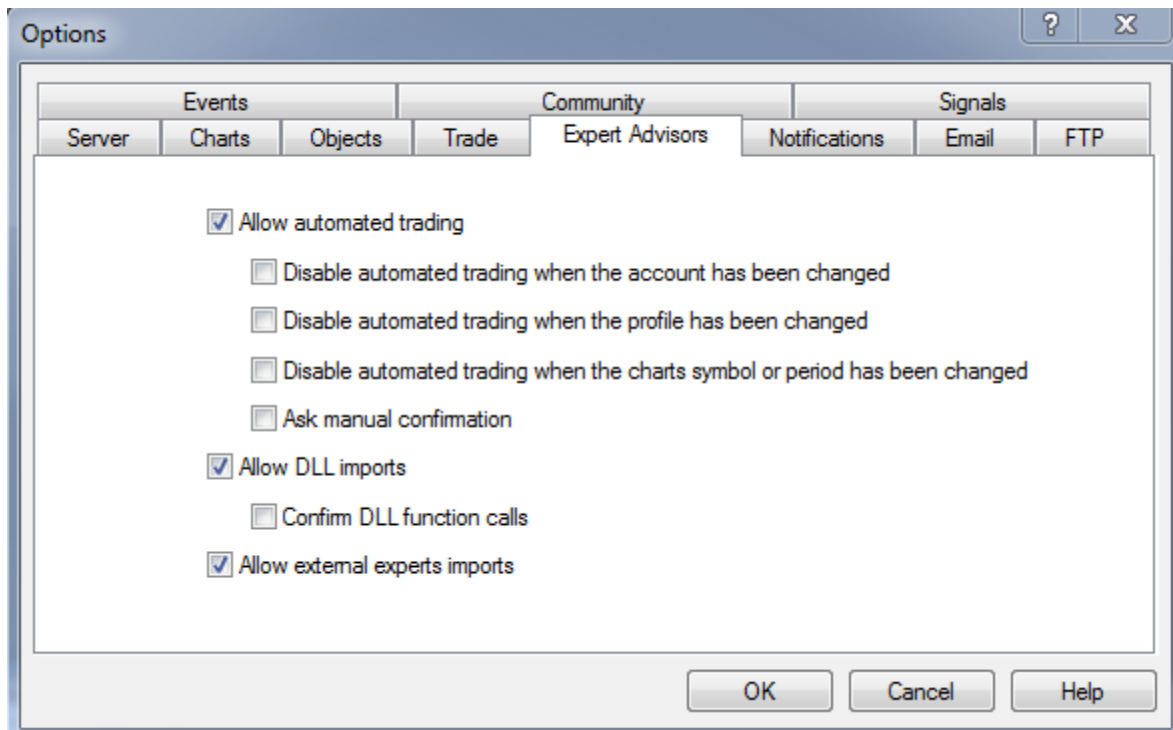 Options
Events Community Signals
Server Charts Objects Trade Expert Advisors Notifications Email FTP
Allow automated trading
Disable automated trading when the account has been changed
Disable automated trading when the profile has been changed
Disable automated trading when the charts symbol or period has been changed
Ask manual confirmation
Allow DLL imports
Confirm DLL function calls
Allow external experts imports
OK Cancel Help